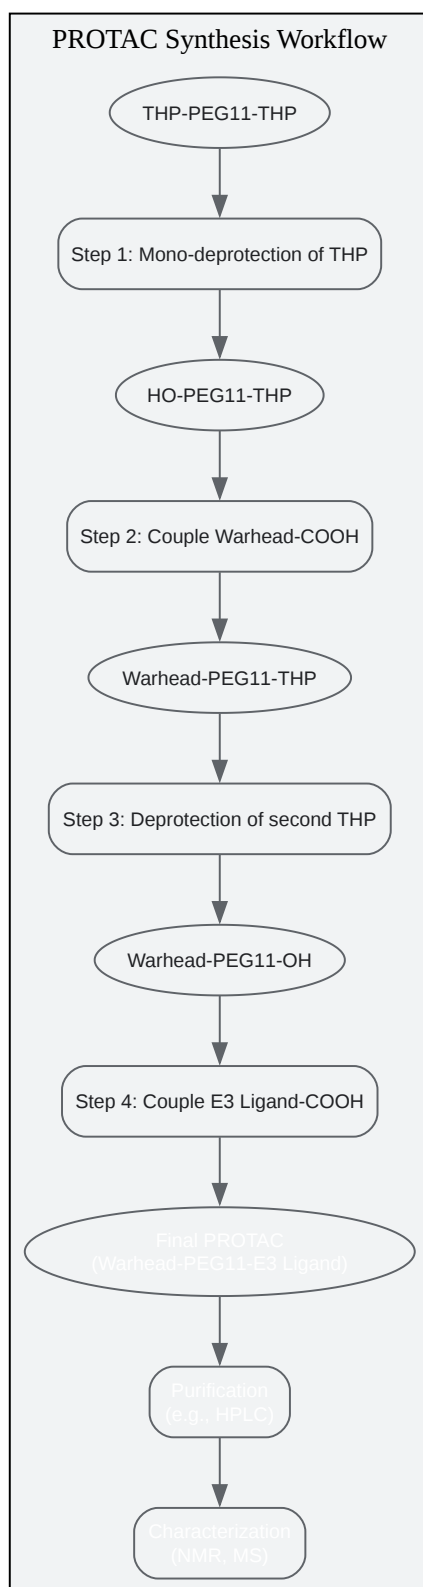 PROTAC Synthesis Workflow
THP-PEG11-THP
Step 1: Mono-deprotection of THP
HO-PEG11-THP
Step 2: Couple Warhead-COOH
Warhead-PEG11-THP
Step 3: Deprotection of second THP
Warhead-PEG11-OH
Step 4: Couple E3 Ligand-COOH
Final PROTAC
(Warhead-PEG11-E3 Ligand)
Purification
(e.g., HPLC)
Characterization
(NMR, MS)